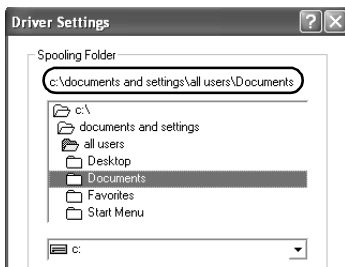 Driver Settings
Spooling Folder
c:\documents and settings\all users\Documents
c:\
documents and settings
all users
Desktop
Documents
Favorites
Start Menu
c: